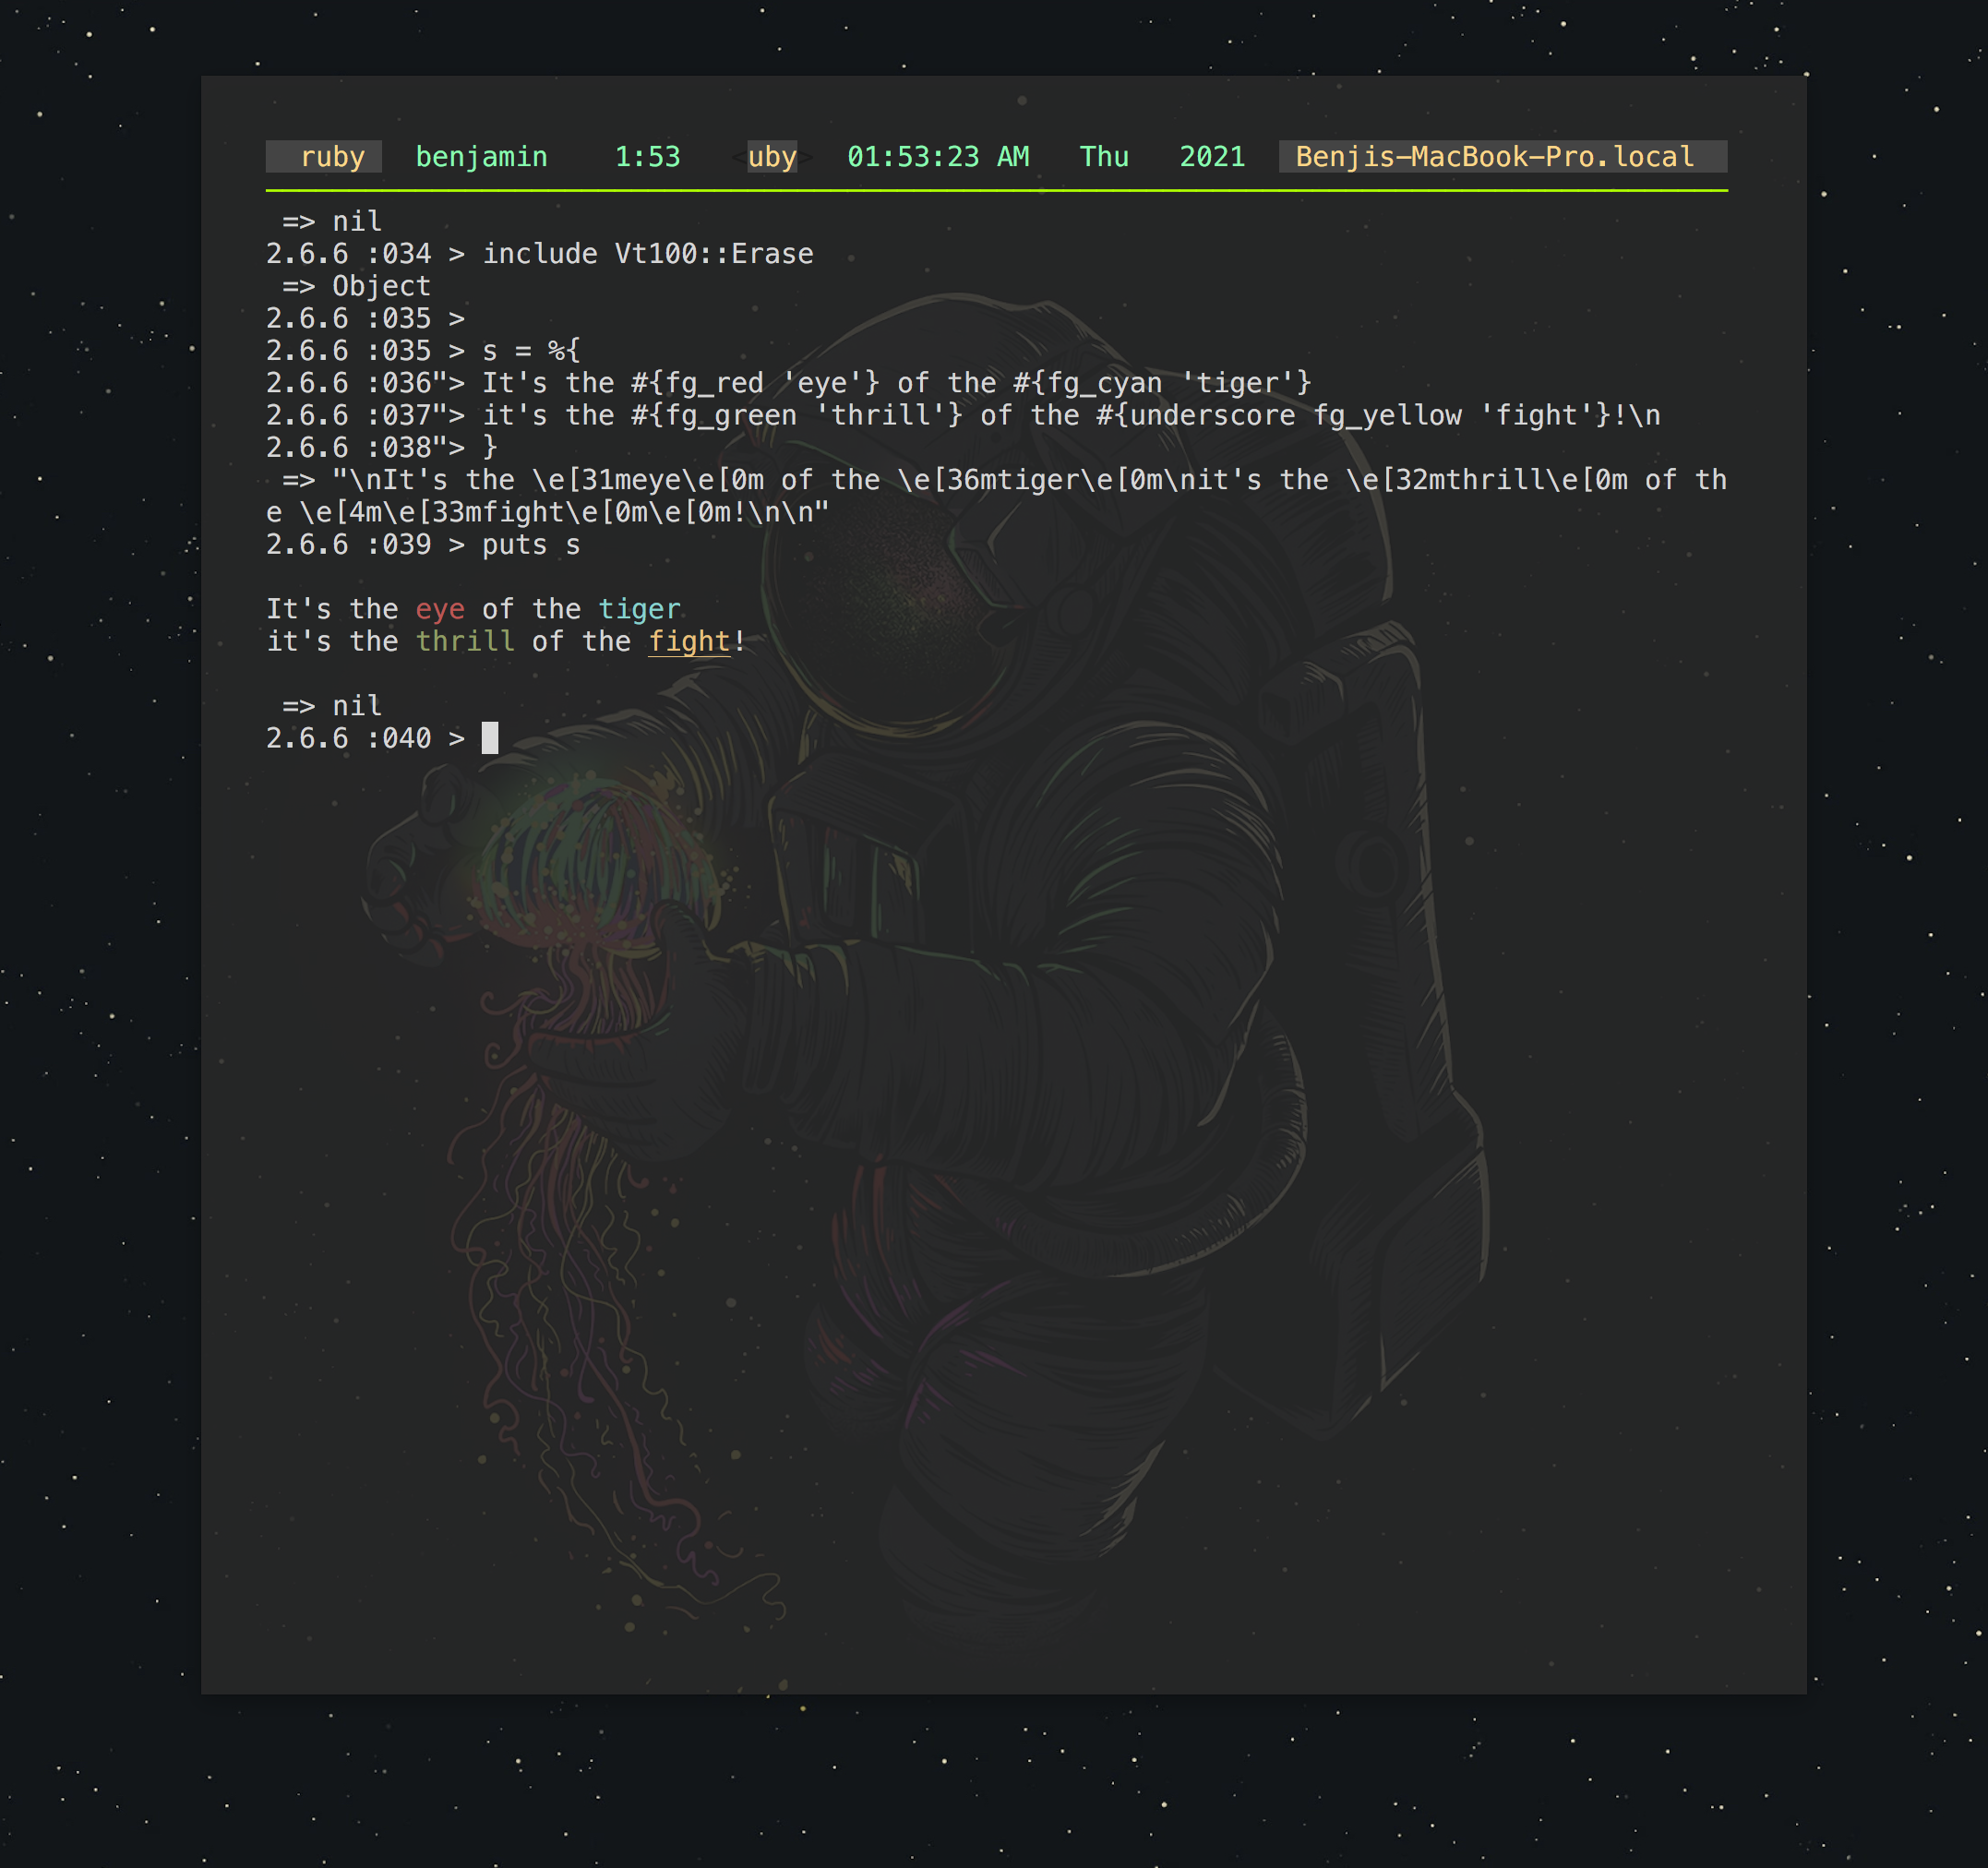 ruby benjamin 1:53 <uby> 01:53:23 AM Thu 2021 Benjis-MacBook-Pro.local
=> nil
2.6.6 :034 > include Vt100::Erase
=> Object
2.6.6 :035 >
2.6.6 :035 > s = %{
2.6.6 :036"> It's the #{fg_red 'eye'} of the #{fg_cyan 'tiger'}
2.6.6 :037"> it's the #{fg_green 'thrill'} of the #{underscore fg_yellow 'fight'}!\n
2.6.6 :038"> }
=> "\nIt's the \e[31meye\e[0m of the \e[36mtiger\e[0m\nit's the \e[32mthrill\e[0m of th
e \e[4m\e[33mfight\e[0m\e[0m!\n\n"
2.6.6 :039 > puts s
It's the eye of the tiger
it's the thrill of the fight!
=> nil
2.6.6 :040 >